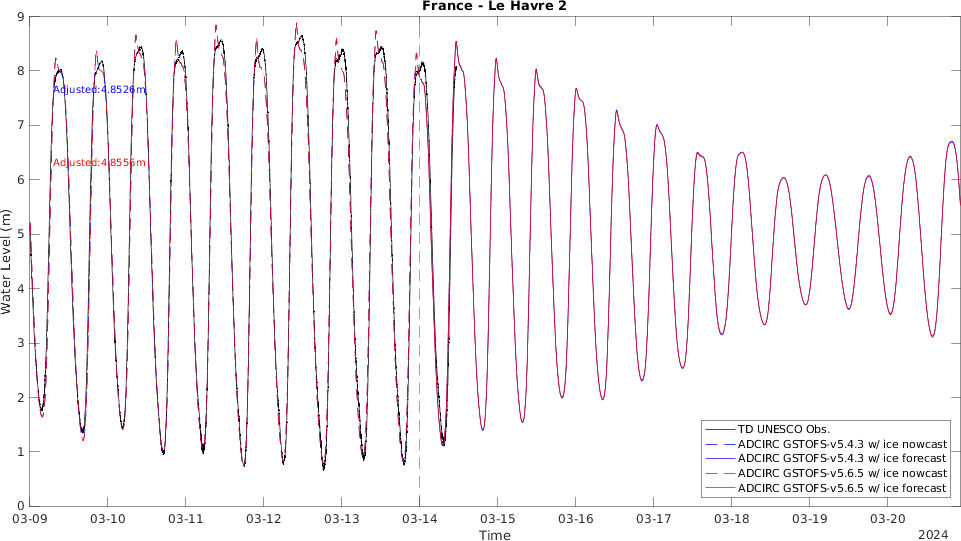 France - Le Havre 2
9
8
7
6
5
4
3
2
1
0
Water Level (m)
Adjusted:4.8526m
Adjusted:4.8556m
TD UNESCO Obs.
ADCIRC GSTOFS-v5.4.3 w/ ice nowcast
ADCIRC GSTOFS-v5.4.3 w/ ice forecast
ADCIRC GSTOFS-v5.6.5 w/ ice nowcast
ADCIRC GSTOFS-v5.6.5 w/ ice forecast
03-09 03-10 03-11 03-12 03-13 03-14 03-15 03-16 03-17 03-18 03-19 03-20
Time
2024